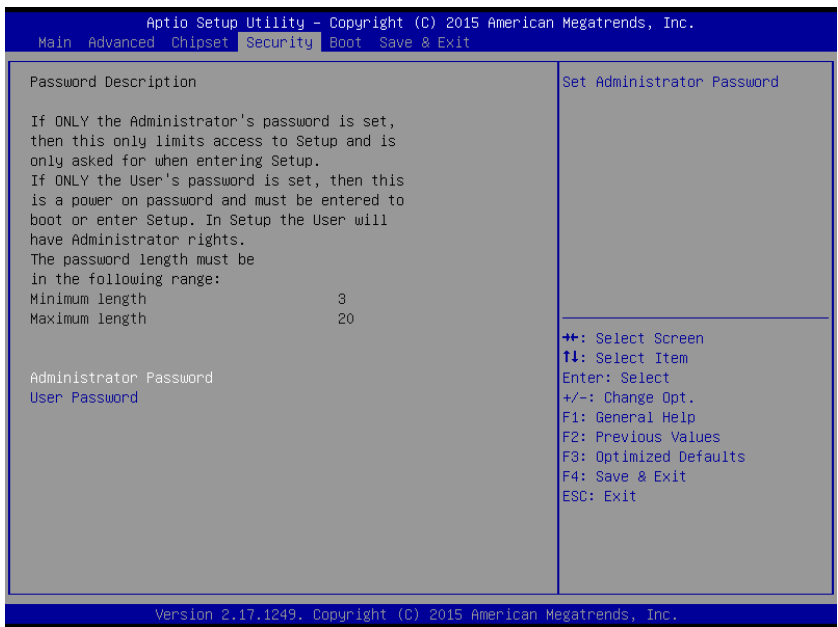 Aptio Setup Utility – Copyright (C) 2015 American Megatrends, Inc.
Main Advanced Chipset Security Boot Save & Exit
Password Description
If ONLY the Administrator's password is set,
then this only limits access to Setup and is
only asked for when entering Setup.
If ONLY the User's password is set, then this
is a power on password and must be entered to
boot or enter Setup. In Setup the User will
have Administrator rights.
The password length must be
in the following range:
Minimum length 3
Maximum length 20
Administrator Password
User Password
Set Administrator Password
→←: Select Screen
↑↓: Select Item
Enter: Select
+/-: Change Opt.
F1: General Help
F2: Previous Values
F3: Optimized Defaults
F4: Save & Exit
ESC: Exit
Version 2.17.1249. Copyright (C) 2015 American Megatrends, Inc.